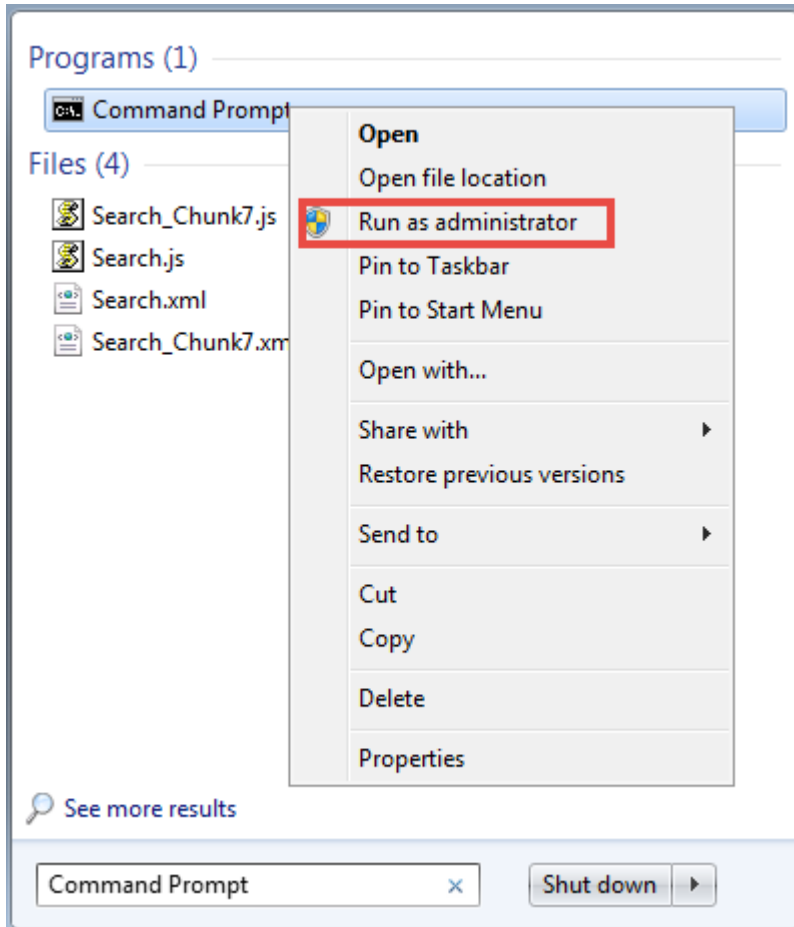 Programs (1)
Command Prompt
Files (4)
Search_Chunk7.js
Search.js
Search.xml
Search_Chunk7.xm
Open
Open file location
Run as administrator
Pin to Taskbar
Pin to Start Menu
Open with...
Share with
Restore previous versions
Send to
Cut
Copy
Delete
Properties
See more results
Command Prompt
Shut down